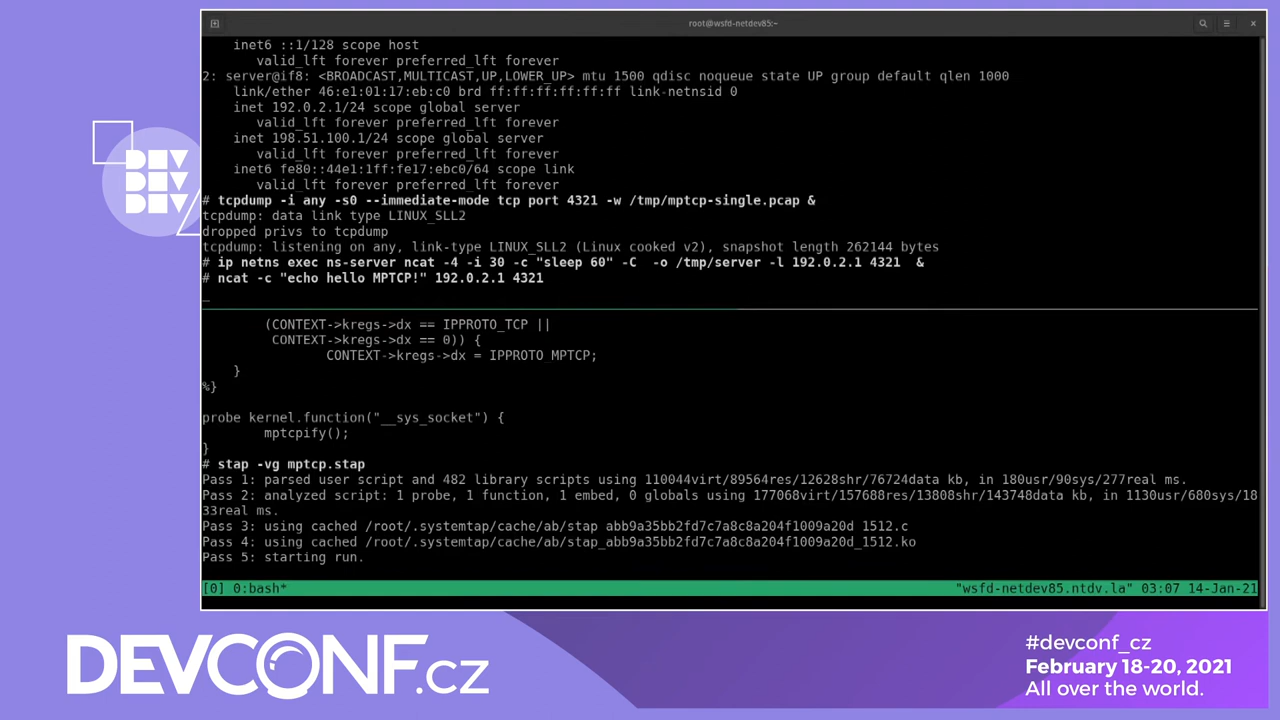 root@wsfd-netdev85:~
inet6 ::1/128 scope host
valid_lft forever preferred_lft forever
2: server@if8: <BROADCAST,MULTICAST,UP,LOWER_UP> mtu 1500 qdisc noqueue state UP group default qlen 1000
link/ether 46:e1:01:17:eb:c0 brd ff:ff:ff:ff:ff:ff link-netnsid 0
inet 192.0.2.1/24 scope global server
valid_lft forever preferred_lft forever
inet 198.51.100.1/24 scope global server
valid_lft forever preferred_lft forever
inet6 fe80::44e1:1ff:fe17:ebc0/64 scope link
valid_lft forever preferred_lft forever
# tcpdump -i any -s0 --immediate-mode tcp port 4321 -w /tmp/mptcp-single.pcap &
tcpdump: data link type LINUX_SLL2
dropped privs to tcpdump
tcpdump: listening on any, link-type LINUX_SLL2 (Linux cooked v2), snapshot length 262144 bytes
# ip netns exec ns-server ncat -4 -i 30 -c "sleep 60" -C  -o /tmp/server -l 192.0.2.1 4321  &
# ncat -c "echo hello MPTCP!" 192.0.2.1 4321
(CONTEXT->kregs->dx == IPPROTO_TCP ||
CONTEXT->kregs->dx == 0)) {
CONTEXT->kregs->dx = IPPROTO_MPTCP;
}
%}
probe kernel.function("__sys_socket") {
mptcpify();
}
# stap -vg mptcp.stap
Pass 1: parsed user script and 482 library scripts using 110044virt/89564res/12628shr/76724data kb, in 180usr/90sys/277real ms.
Pass 2: analyzed script: 1 probe, 1 function, 1 embed, 0 globals using 177068virt/157688res/13808shr/143748data kb, in 1130usr/680sys/18
33real ms.
Pass 3: using cached /root/.systemtap/cache/ab/stap_abb9a35bb2fd7c7a8c8a204f1009a20d_1512.c
Pass 4: using cached /root/.systemtap/cache/ab/stap_abb9a35bb2fd7c7a8c8a204f1009a20d_1512.ko
Pass 5: starting run.
[0] 0:bash* "wsfd-netdev85.ntdv.la" 03:07 14-Jan-21
DEV
DEV
DEV
DEVCONF.cz
#devconf_cz
February 18-20, 2021
All over the world.